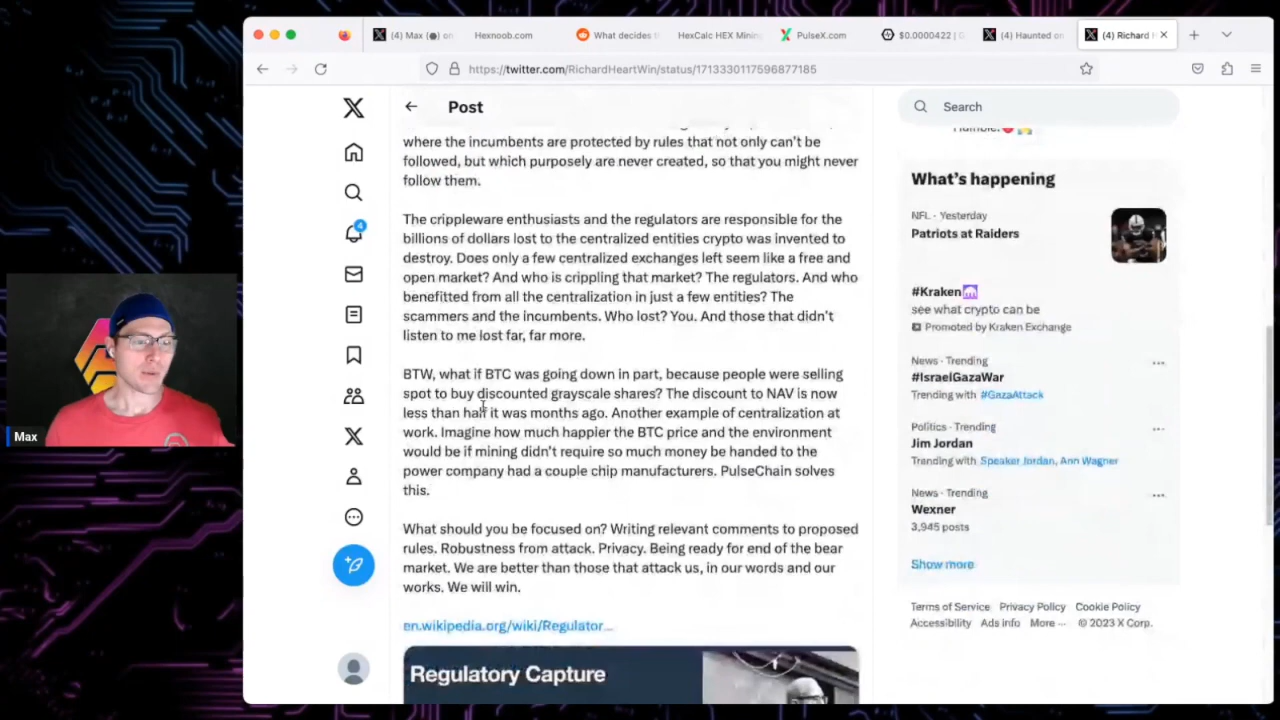 (4) Max (⬣) on
Hexnoob.com
What decides t
HexCalc HEX Minin
PulseX.com
$0.0000422 | G
(4) Haunted on
(4) Richard H
https://twitter.com/RichardHeartWin/status/1713330117596877185
Post
Search
where the incumbents are protected by rules that not only can't be
followed, but which purposely are never created, so that you might never
follow them.
The crippleware enthusiasts and the regulators are responsible for the
billions of dollars lost to the centralized entities crypto was invented to
destroy. Does only a few centralized exchanges left seem like a free and
open market? And who is crippling that market? The regulators. And who
benefitted from all the centralization in just a few entities? The
scammers and the incumbents. Who lost? You. And those that didn't
listen to me lost far, far more.
BTW, what if BTC was going down in part, because people were selling
spot to buy discounted grayscale shares? The discount to NAV is now
less than half it was months ago. Another example of centralization at
work. Imagine how much happier the BTC price and the environment
would be if mining didn't require so much money be handed to the
power company had a couple chip manufacturers. PulseChain solves
this.
What should you be focused on? Writing relevant comments to proposed
rules. Robustness from attack. Privacy. Being ready for end of the bear
market. We are better than those that attack us, in our words and our
works. We will win.
en.wikipedia.org/wiki/Regulator...
Regulatory Capture
4
Humble.
What's happening
NFL · Yesterday
Patriots at Raiders
#Kraken
see what crypto can be
Promoted by Kraken Exchange
News · Trending
#IsraelGazaWar
Trending with #GazaAttack
Politics · Trending
Jim Jordan
Trending with Speaker Jordan, Ann Wagner
News · Trending
Wexner
3,945 posts
Show more
Terms of Service Privacy Policy Cookie Policy
Accessibility Ads info More ··· © 2023 X Corp.
Max